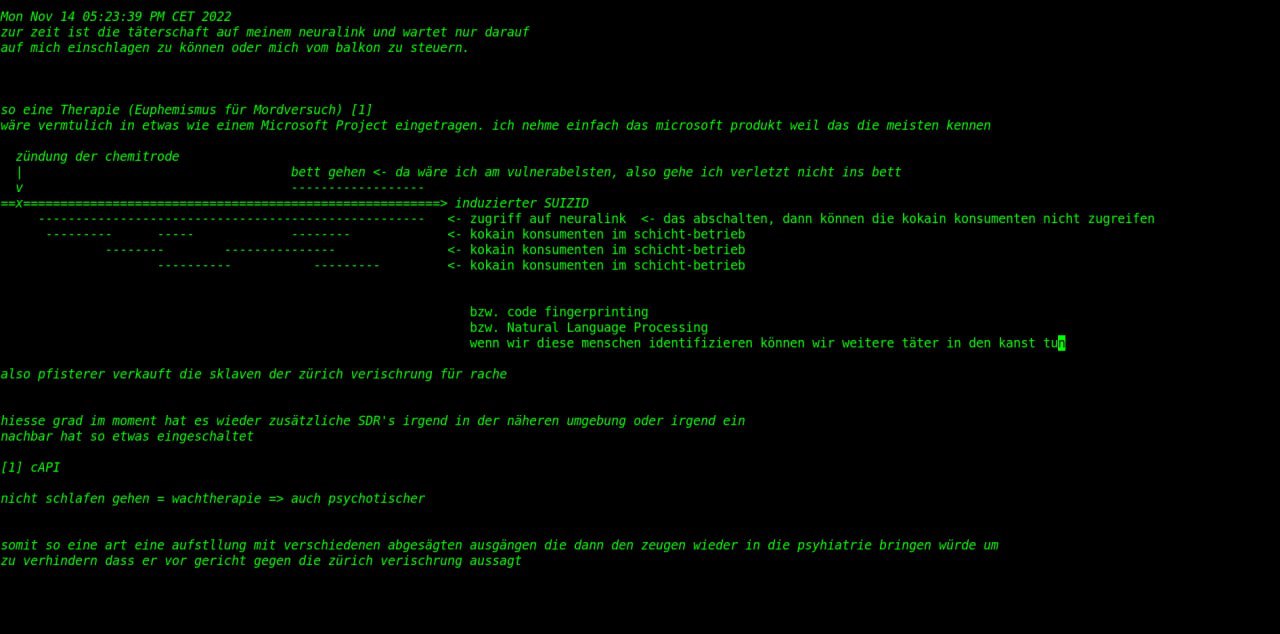 Mon Nov 14 05:23:39 PM CET 2022
zur zeit ist die täterschaft auf meinem neuralink und wartet nur darauf
auf mich einschlagen zu können oder mich vom balkon zu steuern.
so eine Therapie (Euphemismus für Mordversuch) [1]
wäre vermtulich in etwas wie einem Microsoft Project eingetragen. ich nehme einfach das microsoft produkt weil das die meisten kennen
zündung der chemitrode
| bett gehen <- da wäre ich am vulnerabelsten, also gehe ich verletzt nicht ins bett
v ------------------
==x========================================================> induzierter SUIZID
---------------------------------------------------- <- zugriff auf neuralink <- das abschalten, dann können die kokain konsumenten nicht zugreifen
--------- ----- -------- <- kokain konsumenten im schicht-betrieb
-------- --------------- <- kokain konsumenten im schicht-betrieb
---------- --------- <- kokain konsumenten im schicht-betrieb
bzw. code fingerprinting
bzw. Natural Language Processing
wenn wir diese menschen identifizieren können wir weitere täter in den kanst tun
also pfisterer verkauft die sklaven der zürich verischrung für rache
hiesse grad im moment hat es wieder zusätzliche SDR's irgend in der näheren umgebung oder irgend ein
nachbar hat so etwas eingeschaltet
[1] cAPI
nicht schlafen gehen = wachtherapie => auch psychotischer
somit so eine art eine aufstllung mit verschiedenen abgesägten ausgängen die dann den zeugen wieder in die psyhiatrie bringen würde um
zu verhindern dass er vor gericht gegen die zürich verischrung aussagt